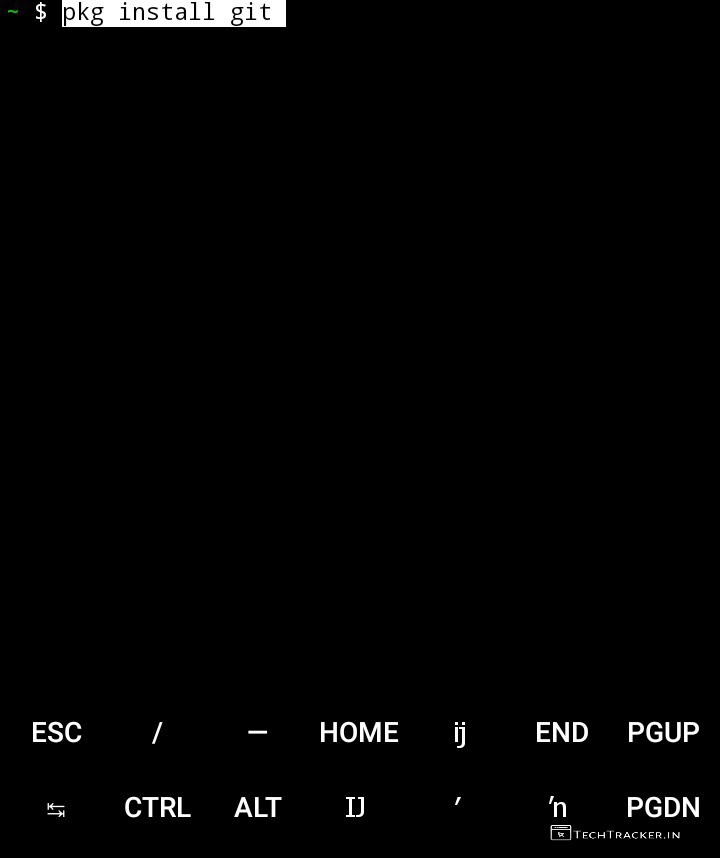 ~ $ pkg install git
ESC / — HOME ĳ END PGUP
↹ CTRL ALT IJ ′ ŉ PGDN
TECHTRACKER.IN